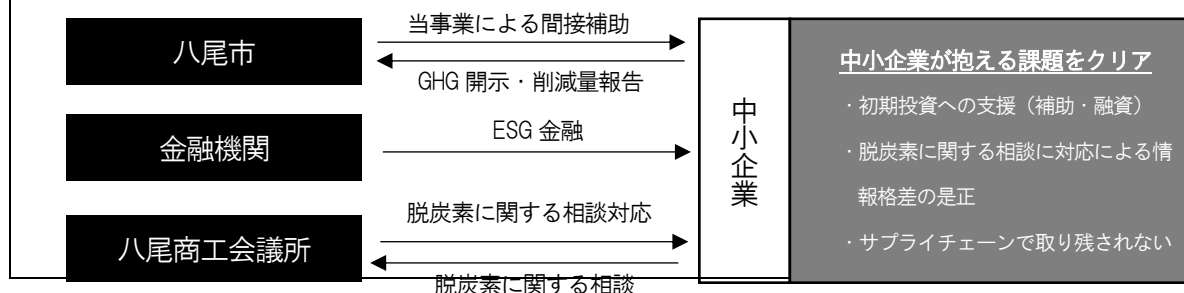 当事業による間接補助
八尾市
GHG 開示・削減量報告
金融機関
ESG 金融
脱炭素に関する相談対応
八尾商工会議所
脱炭素に関する相談
中小企業
中小企業が抱える課題をクリア
・初期投資への支援（補助・融資）
・脱炭素に関する相談に対応による情
報格差の是正
・サプライチェーンで取り残されない